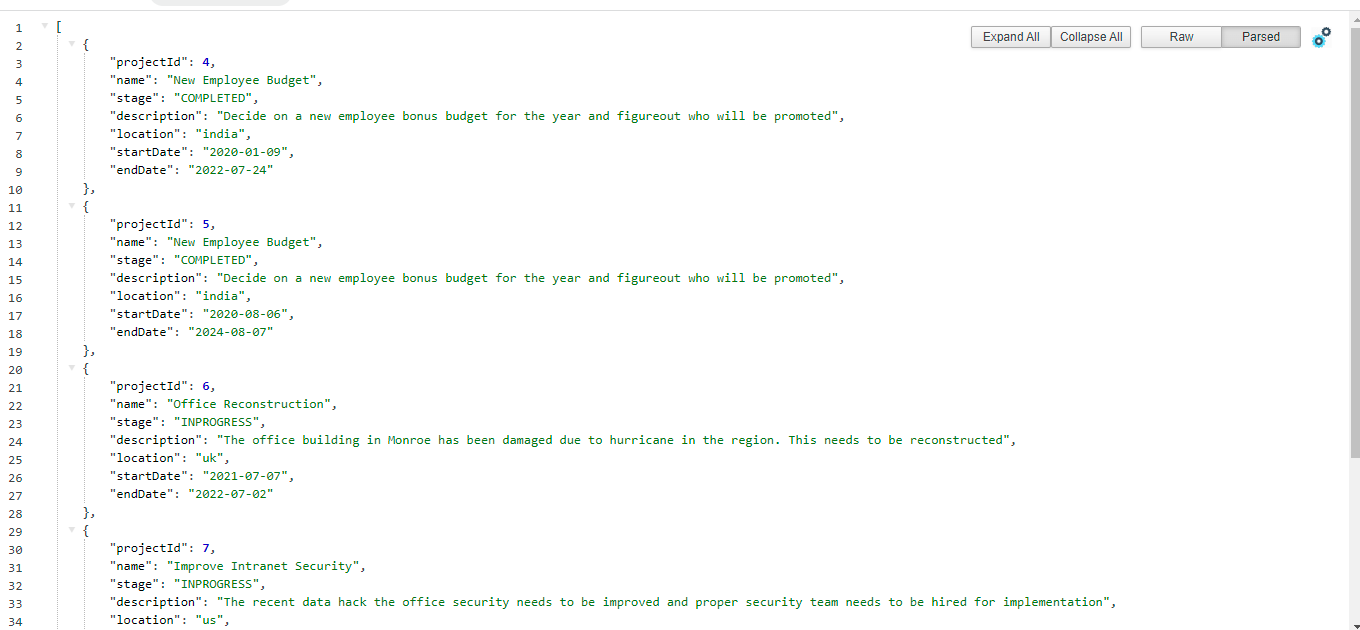 Expand All Collapse All Raw Parsed
1 [
2 {
3 "projectId": 4,
4 "name": "New Employee Budget",
5 "stage": "COMPLETED",
6 "description": "Decide on a new employee bonus budget for the year and figureout who will be promoted",
7 "location": "india",
8 "startDate": "2020-01-09",
9 "endDate": "2022-07-24"
10 },
11 {
12 "projectId": 5,
13 "name": "New Employee Budget",
14 "stage": "COMPLETED",
15 "description": "Decide on a new employee bonus budget for the year and figureout who will be promoted",
16 "location": "india",
17 "startDate": "2020-08-06",
18 "endDate": "2024-08-07"
19 },
20 {
21 "projectId": 6,
22 "name": "Office Reconstruction",
23 "stage": "INPROGRESS",
24 "description": "The office building in Monroe has been damaged due to hurricane in the region. This needs to be reconstructed",
25 "location": "uk",
26 "startDate": "2021-07-07",
27 "endDate": "2022-07-02"
28 },
29 {
30 "projectId": 7,
31 "name": "Improve Intranet Security",
32 "stage": "INPROGRESS",
33 "description": "The recent data hack the office security needs to be improved and proper security team needs to be hired for implementation",
34 "location": "us",